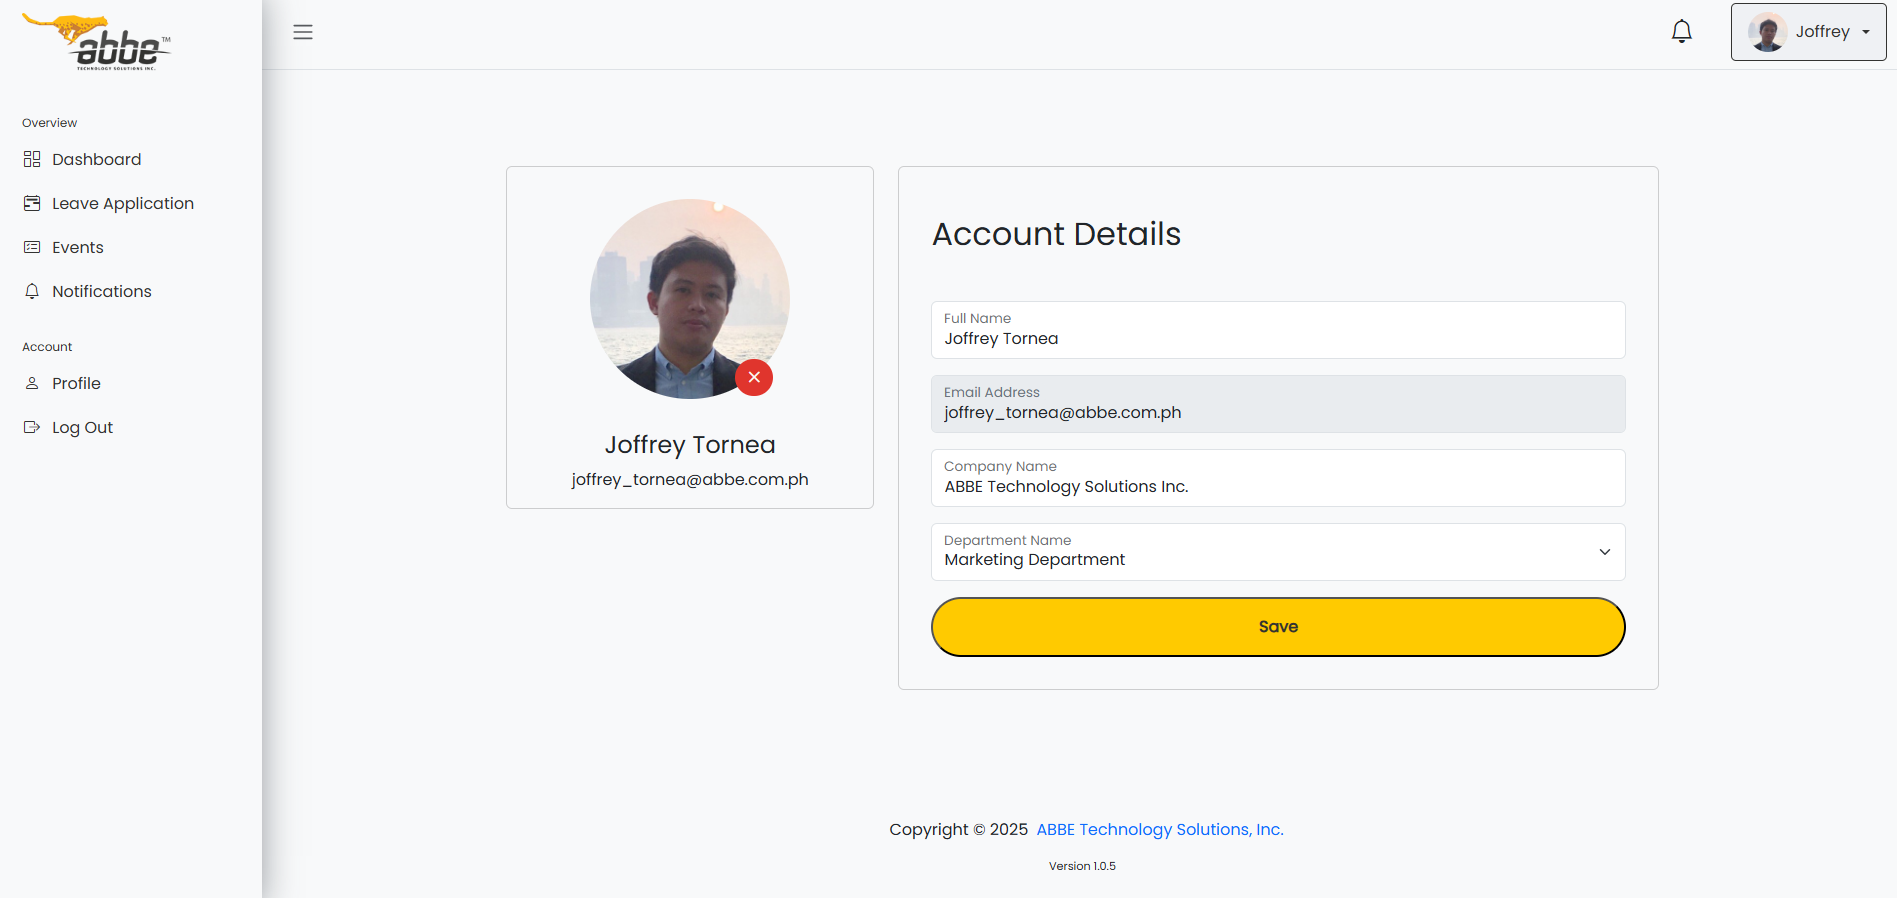 abbe™
TECHNOLOGY SOLUTIONS INC.
Joffrey
Overview
Dashboard
Leave Application
Events
Notifications
Account
Profile
Log Out
Joffrey Tornea
joffrey_tornea@abbe.com.ph
Account Details
Full Name
Joffrey Tornea
Email Address
joffrey_tornea@abbe.com.ph
Company Name
ABBE Technology Solutions Inc.
Department Name
Marketing Department
Save
Copyright © 2025 ABBE Technology Solutions, Inc.
Version 1.0.5